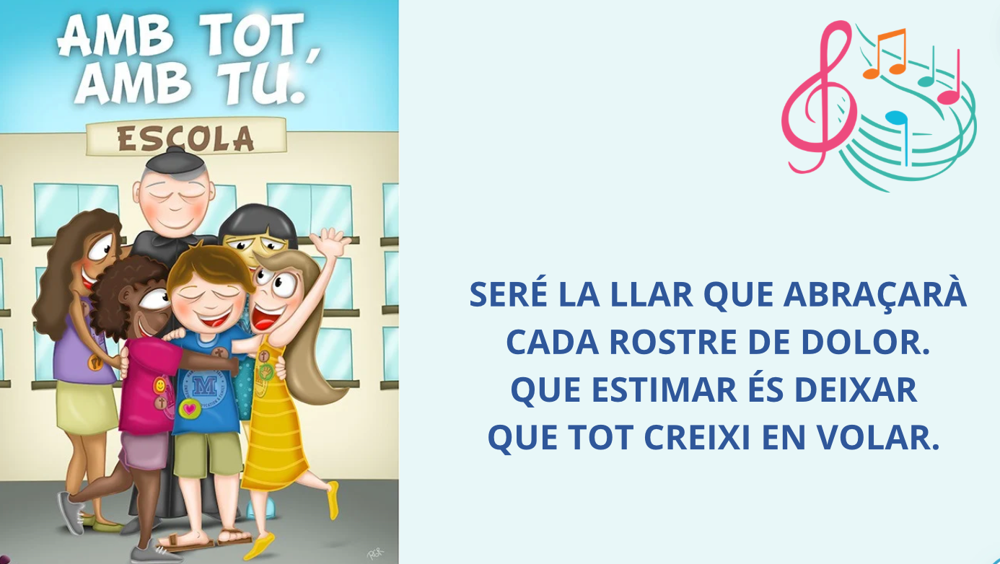 AMB TOT,
AMB TU.
ESCOLA
M
SERÉ LA LLAR QUE ABRAÇARÀ
CADA ROSTRE DE DOLOR.
QUE ESTIMAR ÉS DEIXAR
QUE TOT CREIXI EN VOLAR.